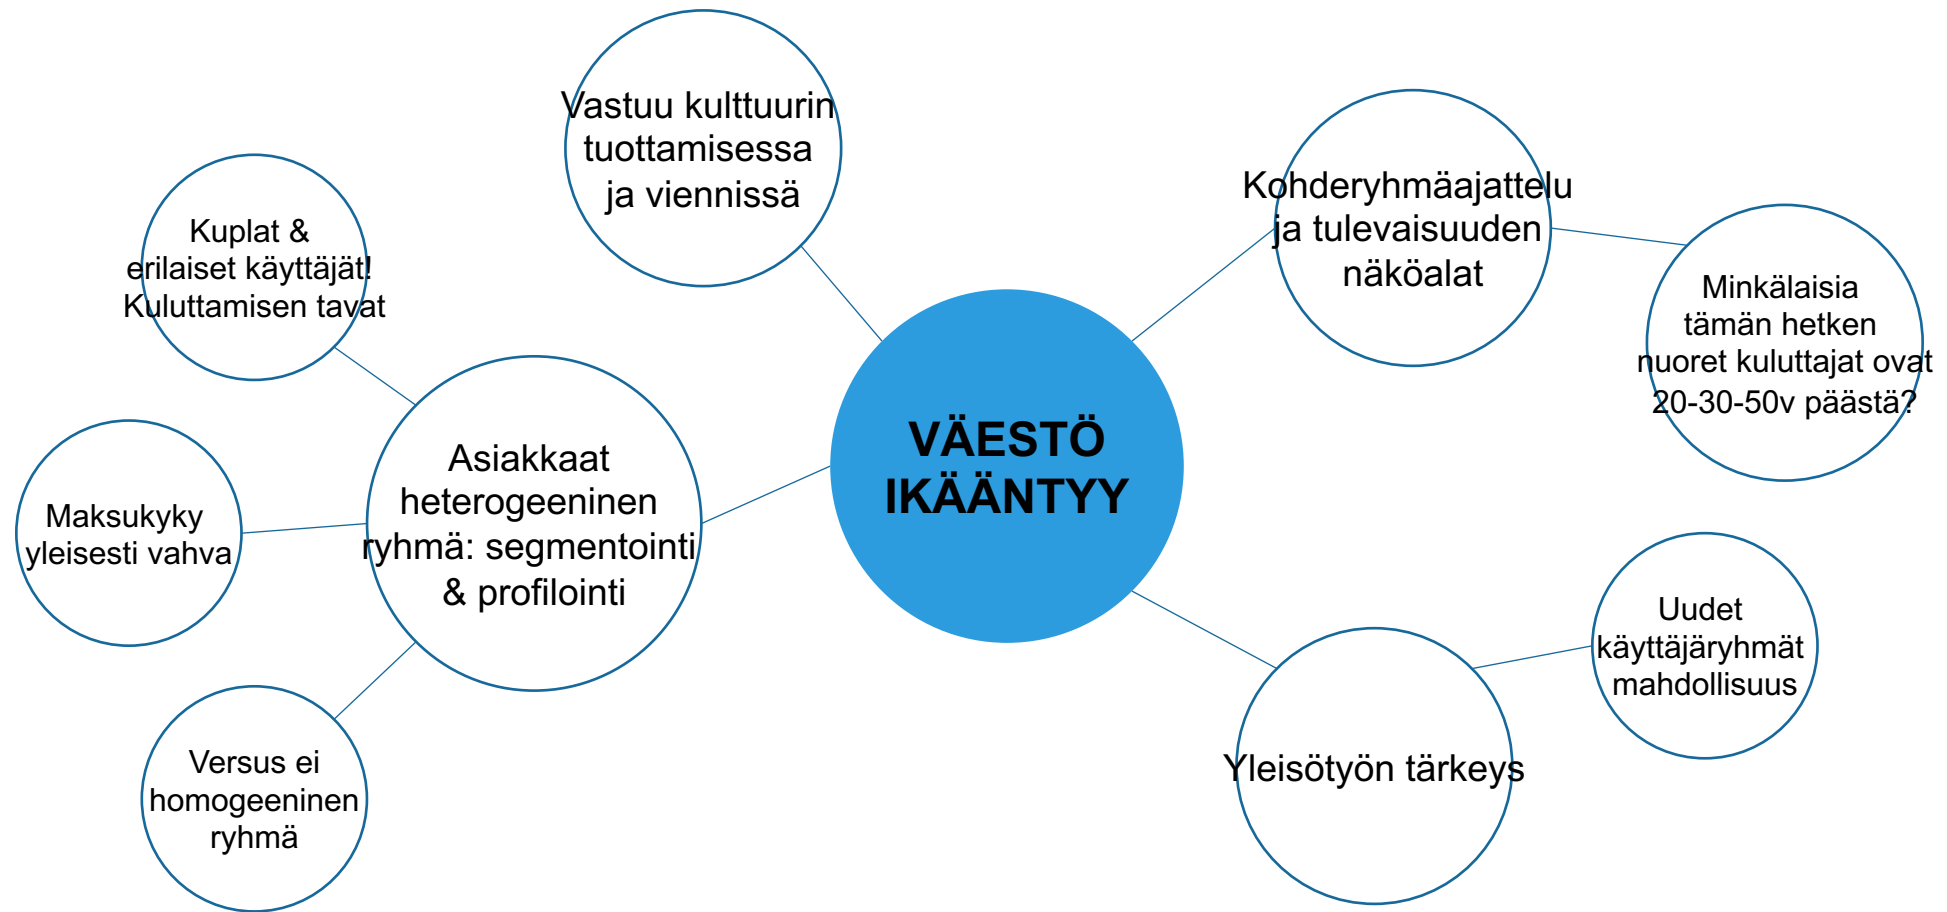 Vastuu kulttuurin
tuottamisessa
ja viennissä
Kohderyhmäajattelu
ja tulevaisuuden
näköalat
Kuplat &
erilaiset käyttäjät!
Kuluttamisen tavat
Minkälaisia
tämän hetken
nuoret kuluttajat ovat
20-30-50v päästä?
VÄESTÖ
IKÄÄNTYY
Asiakkaat
heterogeeninen
ryhmä: segmentointi
& profilointi
Maksukyky
yleisesti vahva
Uudet
käyttäjäryhmät
mahdollisuus
Versus ei
homogeeninen
ryhmä
Yleisötyön tärkeys